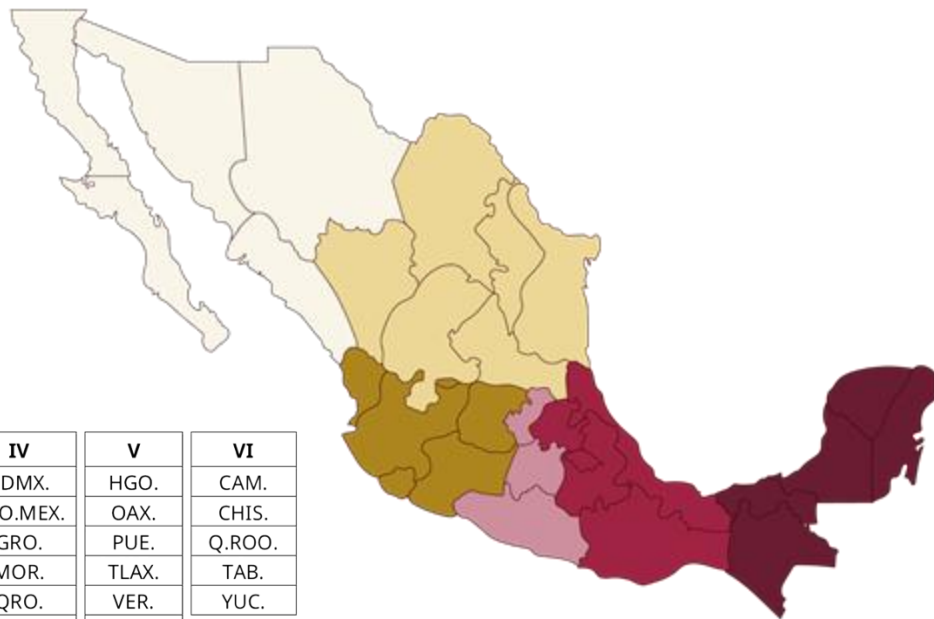 IV V VI
DMX. HGO. CAM.
O.MEX. OAX. CHIS.
GRO. PUE. Q.ROO.
MOR. TLAX. TAB.
QRO. VER. YUC.